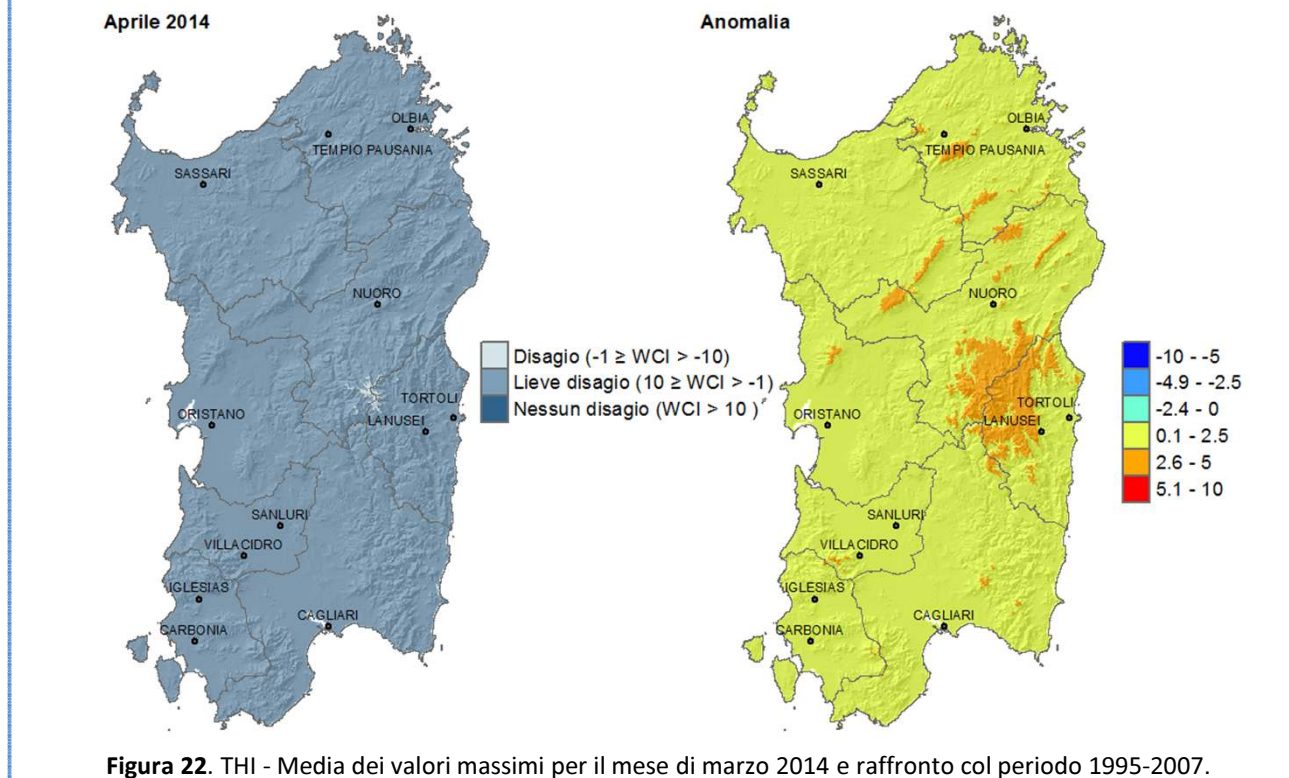 Aprile 2014
OLBIA
TEMPIO PAUSANIA
SASSARI
NUORO
TORTOLI
ORISTANO
LANUSEI
SANLURI
VILLACIDRO
IGLESIAS
CAGLIARI
CARBONIA
Disagio (-1 ≥ WCI > -10)
Lieve disagio (10 ≥ WCI > -1)
Nessun disagio (WCI > 10 )
Anomalia
OLBIA
TEMPIO PAUSANIA
SASSARI
NUORO
TORTOLI
ORISTANO
LANUSEI
SANLURI
VILLACIDRO
IGLESIAS
CAGLIARI
CARBONIA
-10 - -5
-4.9 - -2.5
-2.4 - 0
0.1 - 2.5
2.6 - 5
5.1 - 10
Figura 22. THI - Media dei valori massimi per il mese di marzo 2014 e raffronto col periodo 1995-2007.